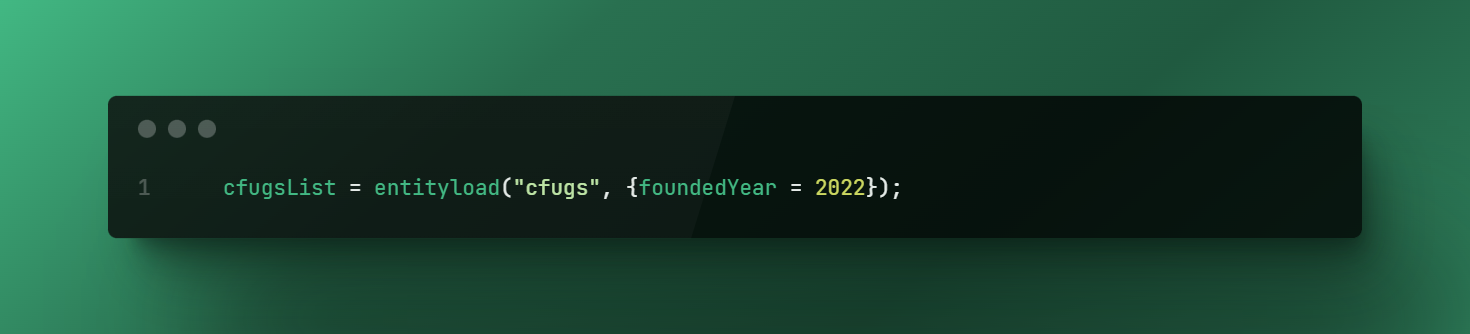 1 cfugsList = entityload("cfugs", {foundedYear = 2022});